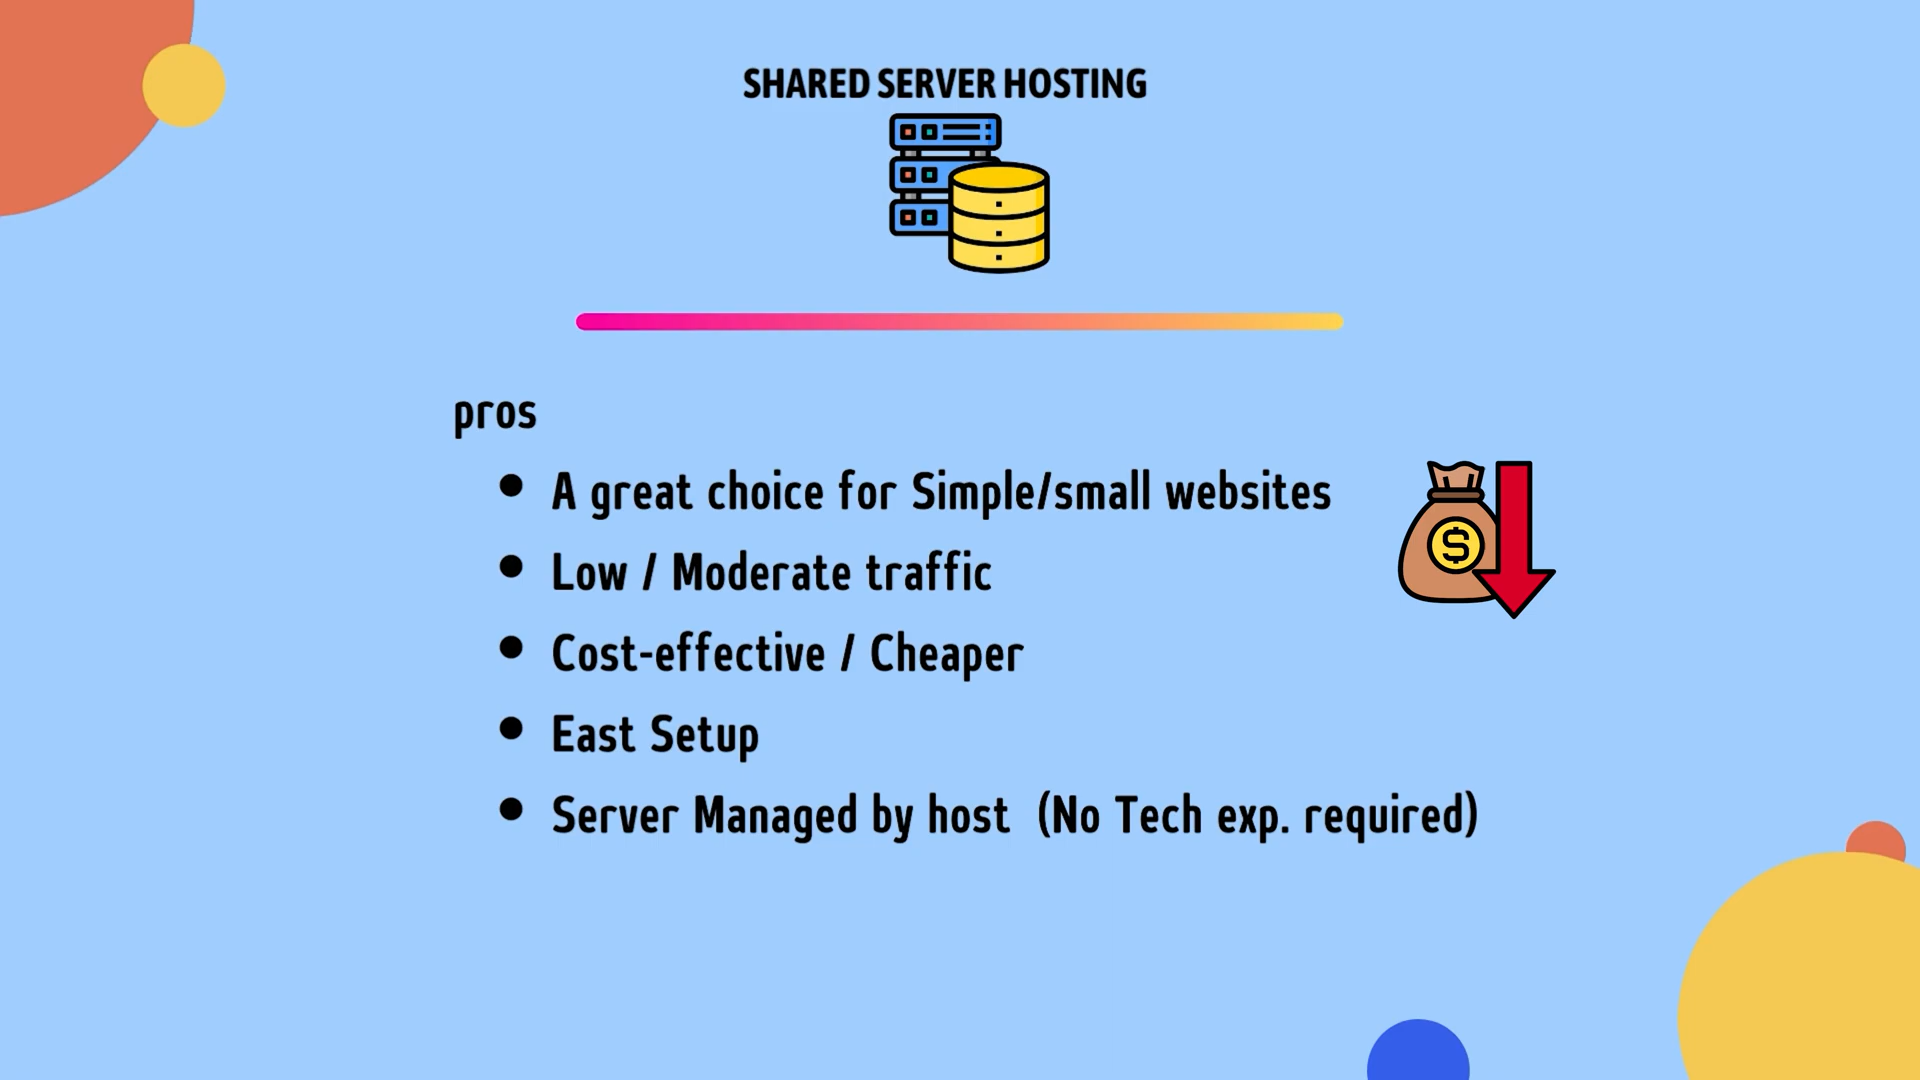 SHARED SERVER HOSTING
pros
A great choice for Simple/small websites
Low / Moderate traffic
Cost-effective / Cheaper
East Setup
Server Managed by host (No Tech exp. required)
$